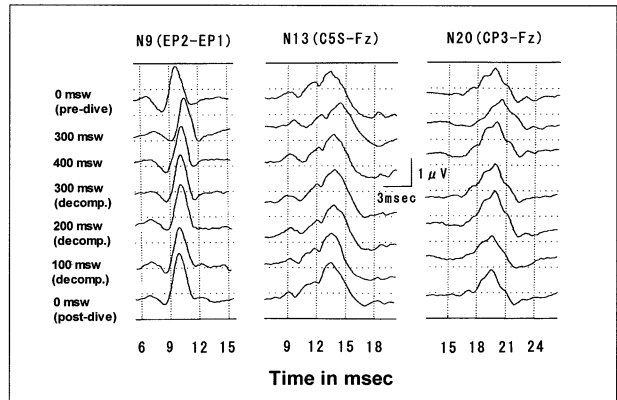 N9(EP2-EP1) N13(C5S-Fz) N20(CP3-Fz)
0 msw
(pre-dive)
300 msw
400 msw
300 msw
(decomp.)
200 msw
(decomp.)
100 msw
(decomp.)
0 msw
(post-dive)
1 μV
3msec
6 9 12 15 9 12 15 18 15 18 21 24
Time in msec